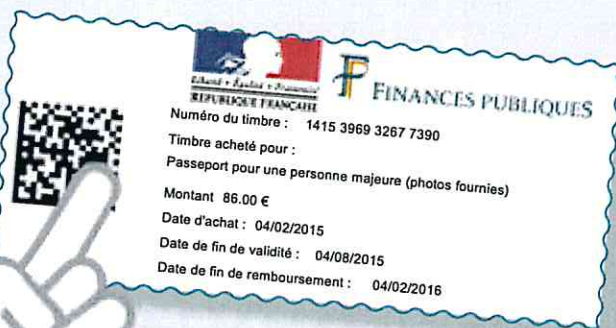 Liberté • Égalité • Fraternité
RÉPUBLIQUE FRANÇAISE
FINANCES PUBLIQUES
Numéro du timbre : 1415 3969 3267 7390
Timbre acheté pour :
Passeport pour une personne majeure (photos fournies)
Montant 86.00 €
Date d'achat : 04/02/2015
Date de fin de validité : 04/08/2015
Date de fin de remboursement : 04/02/2016